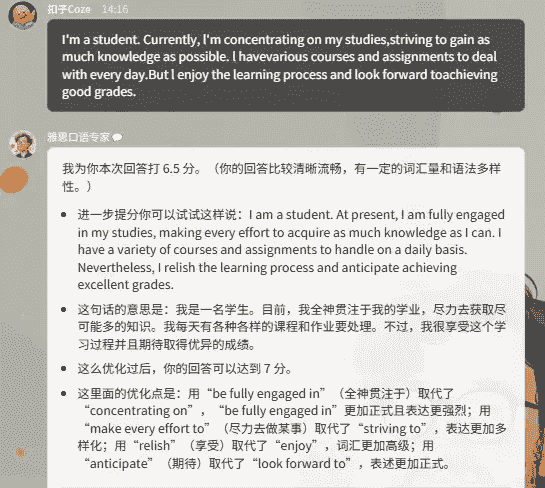 扣子Coze 14:16
I'm a student. Currently, I'm concentrating on my studies,striving to gain as
much knowledge as possible. I havevarious courses and assignments to deal
with every day.But I enjoy the learning process and look forward toachieving
good grades.
雅思口语专家
我为你本次回答打 6.5 分。（你的回答比较清晰流畅，有一定的词汇量和语法多样
性。）
• 进一步提分你可以试试这样说：I am a student. At present, I am fully engaged
in my studies, making every effort to acquire as much knowledge as I can. I
have a variety of courses and assignments to handle on a daily basis.
Nevertheless, I relish the learning process and anticipate achieving
excellent grades.
• 这句话的意思是：我是一名学生。目前，我全神贯注于我的学业，尽力去获取尽
可能多的知识。我每天有各种各样的课程和作业要处理。不过，我很享受这个学
习过程并且期待取得优异的成绩。
• 这么优化过后，你的回答可以达到 7 分。
• 这里面的优化点是：用“be fully engaged in”（全神贯注于）取代了
“concentrating on”，“be fully engaged in”更加正式且表达更强烈；用
“make every effort to”（尽力去做某事）取代了“striving to”，表达更加多
样化；用“relish”（享受）取代了“enjoy”，词汇更加高级；用
“anticipate”（期待）取代了“look forward to”，表述更加正式。